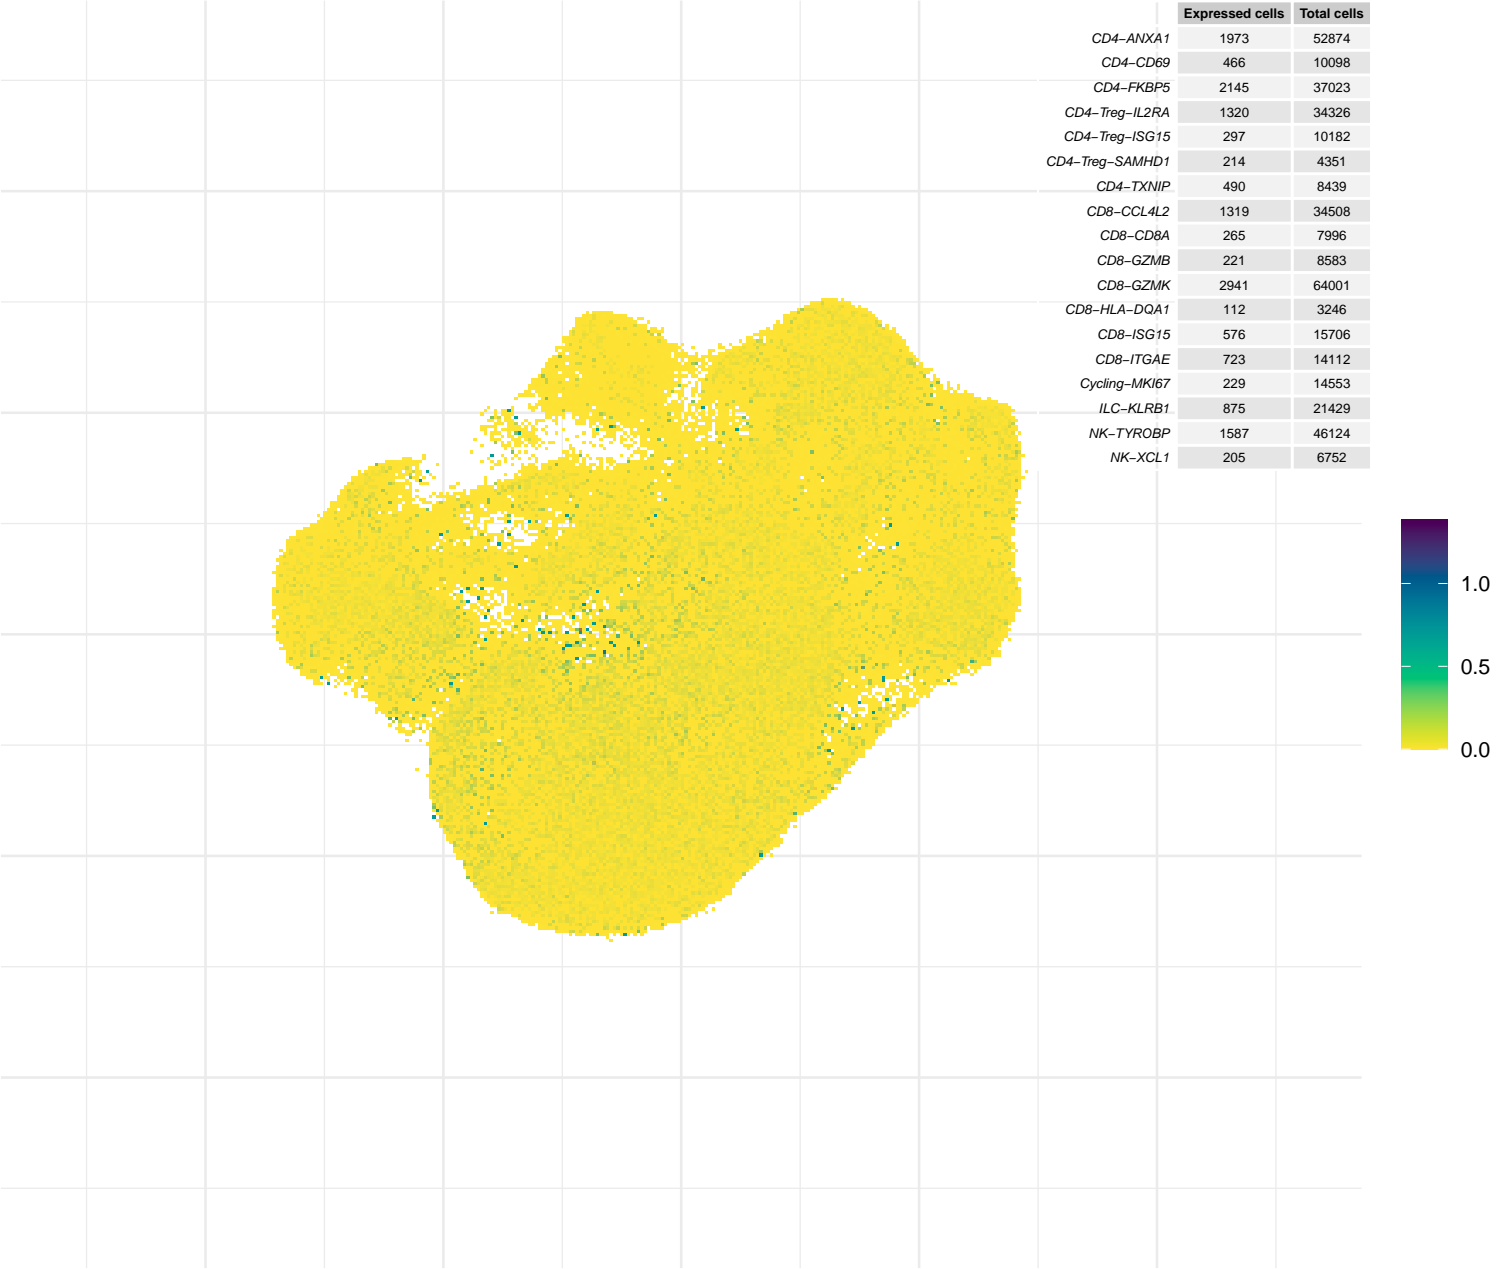 Expressed cells Total cells
CD4−ANXA1 1973 52874
CD4−CD69 466 10098
CD4−FKBP5 2145 37023
CD4−Treg−IL2RA 1320 34326
CD4−Treg−ISG15 297 10182
CD4−Treg−SAMHD1 214 4351
CD4−TXNIP 490 8439
CD8−CCL4L2 1319 34508
CD8−CD8A 265 7996
CD8−GZMB 221 8583
CD8−GZMK 2941 64001
CD8−HLA−DQA1 112 3246
CD8−ISG15 576 15706
CD8−ITGAE 723 14112
Cycling−MKI67 229 14553
ILC−KLRB1 875 21429
NK−TYROBP 1587 46124
NK−XCL1 205 6752
1.0
0.5
0.0